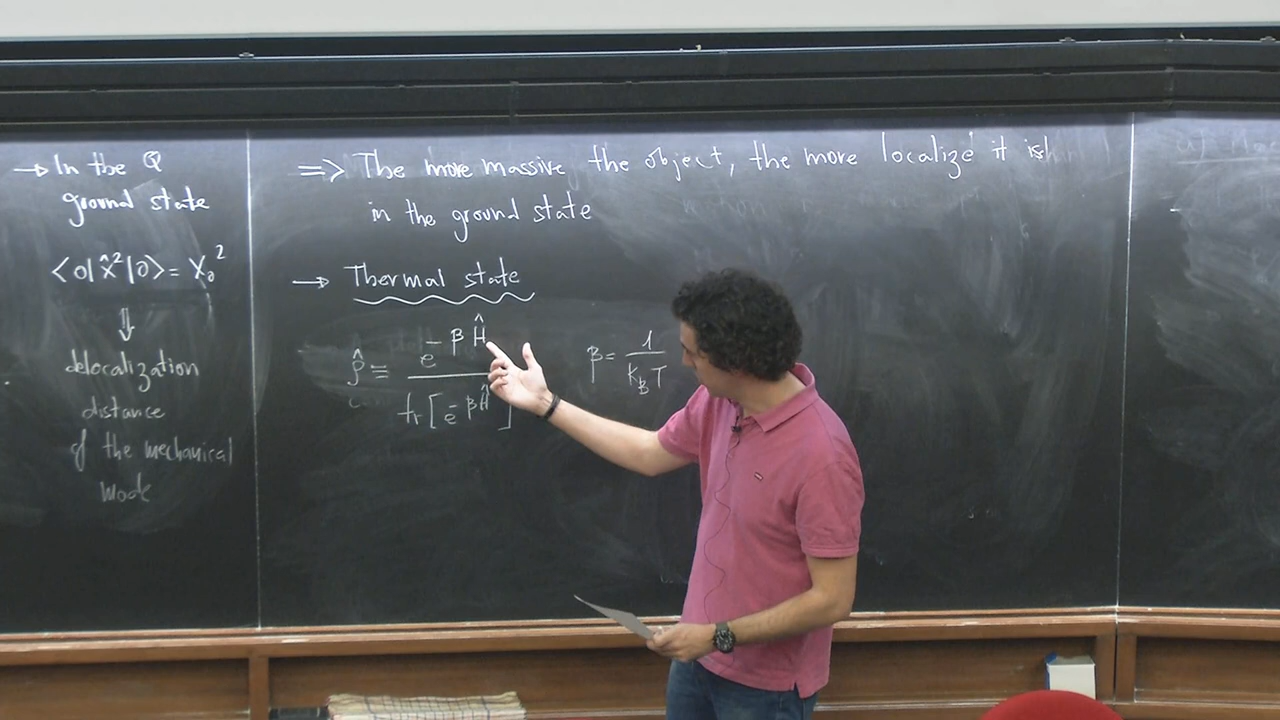 → In the Q
ground state
<0|x̂²|0> = X₀²
⇓
delocalization
distance
of the mechanical
mode
=> The more massive the object, the more localize it is
in the ground state
→ Thermal state
ρ̂ ≡ e^{-βĤ} / tr[e^{-βĤ}]   β = 1 / K_B T